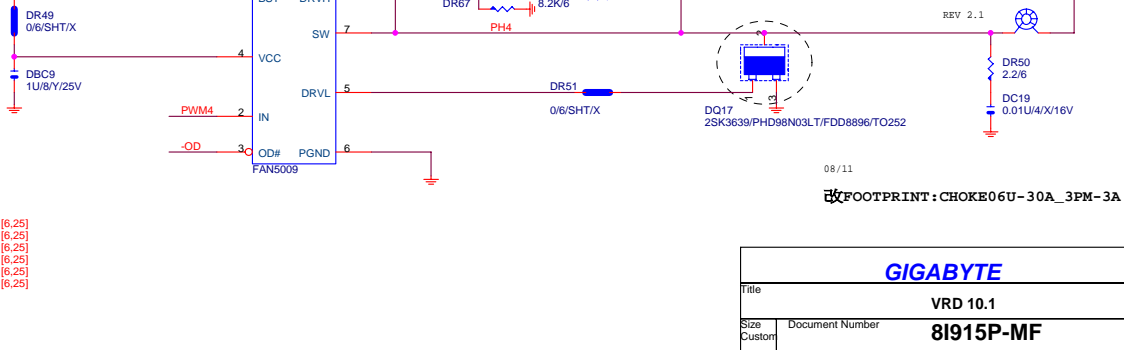 DR67
8.2K/6
DR49
0/6/SHT/X
REV 2.1
SW
7
PH4
2
4
VCC
DBC9
1U/8/Y/25V
DR50
2.2/6
DRVL
5
DR51
0/6/SHT/X
1
3
DC19
0.01U/4/X/16V
PWM4
2
IN
DQ17
2SK3639/PHD98N03LT/FDD8896/TO252
-OD
3
OD#
PGND
6
FAN5009
08/11
改FOOTPRINT:CHOKE06U-30A_3PM-3A
[6,25]
[6,25]
[6,25]
[6,25]
[6,25]
[6,25]
GIGABYTE
Title
VRD 10.1
Size
Custom
Document Number
8I915P-MF